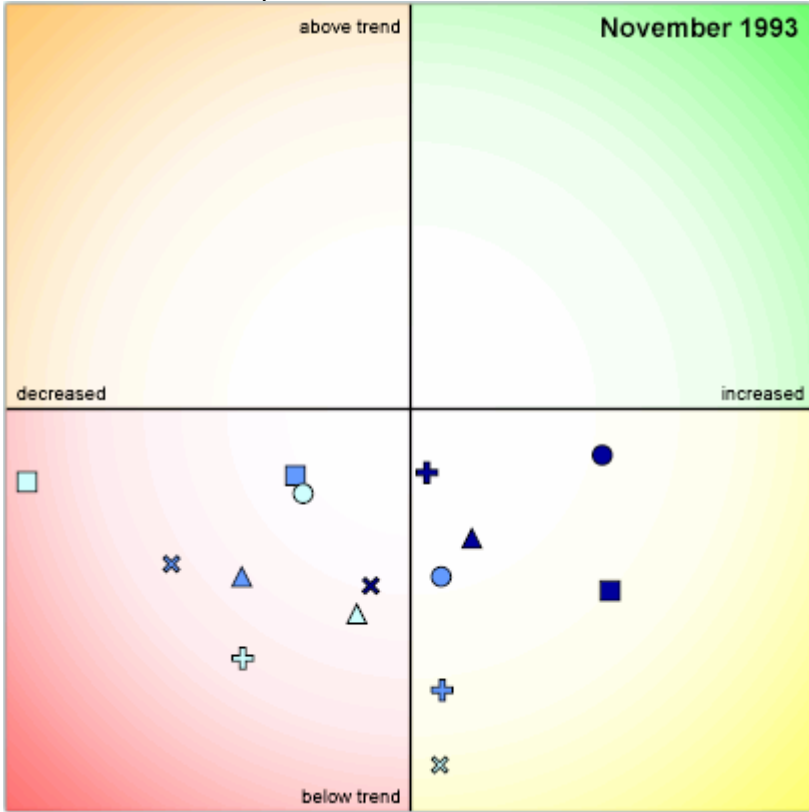 above trend
November 1993
decreased
increased
below trend